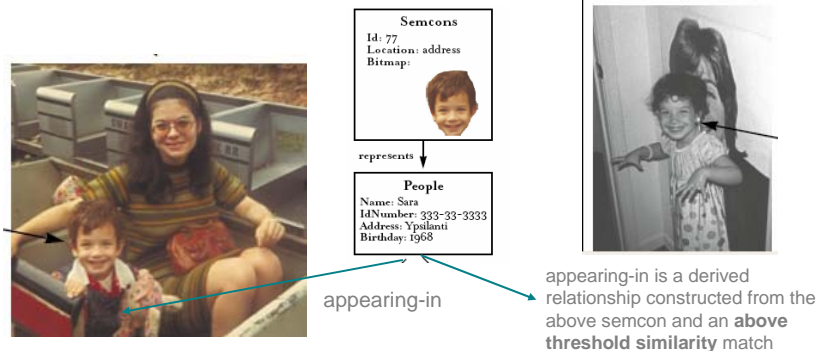 Semcons
Id: 77
Location: address
Bitmap:
represents
People
Name: Sara
IdNumber: 333-33-3333
Address: Ypsilanti
Birthday: 1968
appearing-in
appearing-in is a derived
relationship constructed from the
above semcon and an above
threshold similarity match